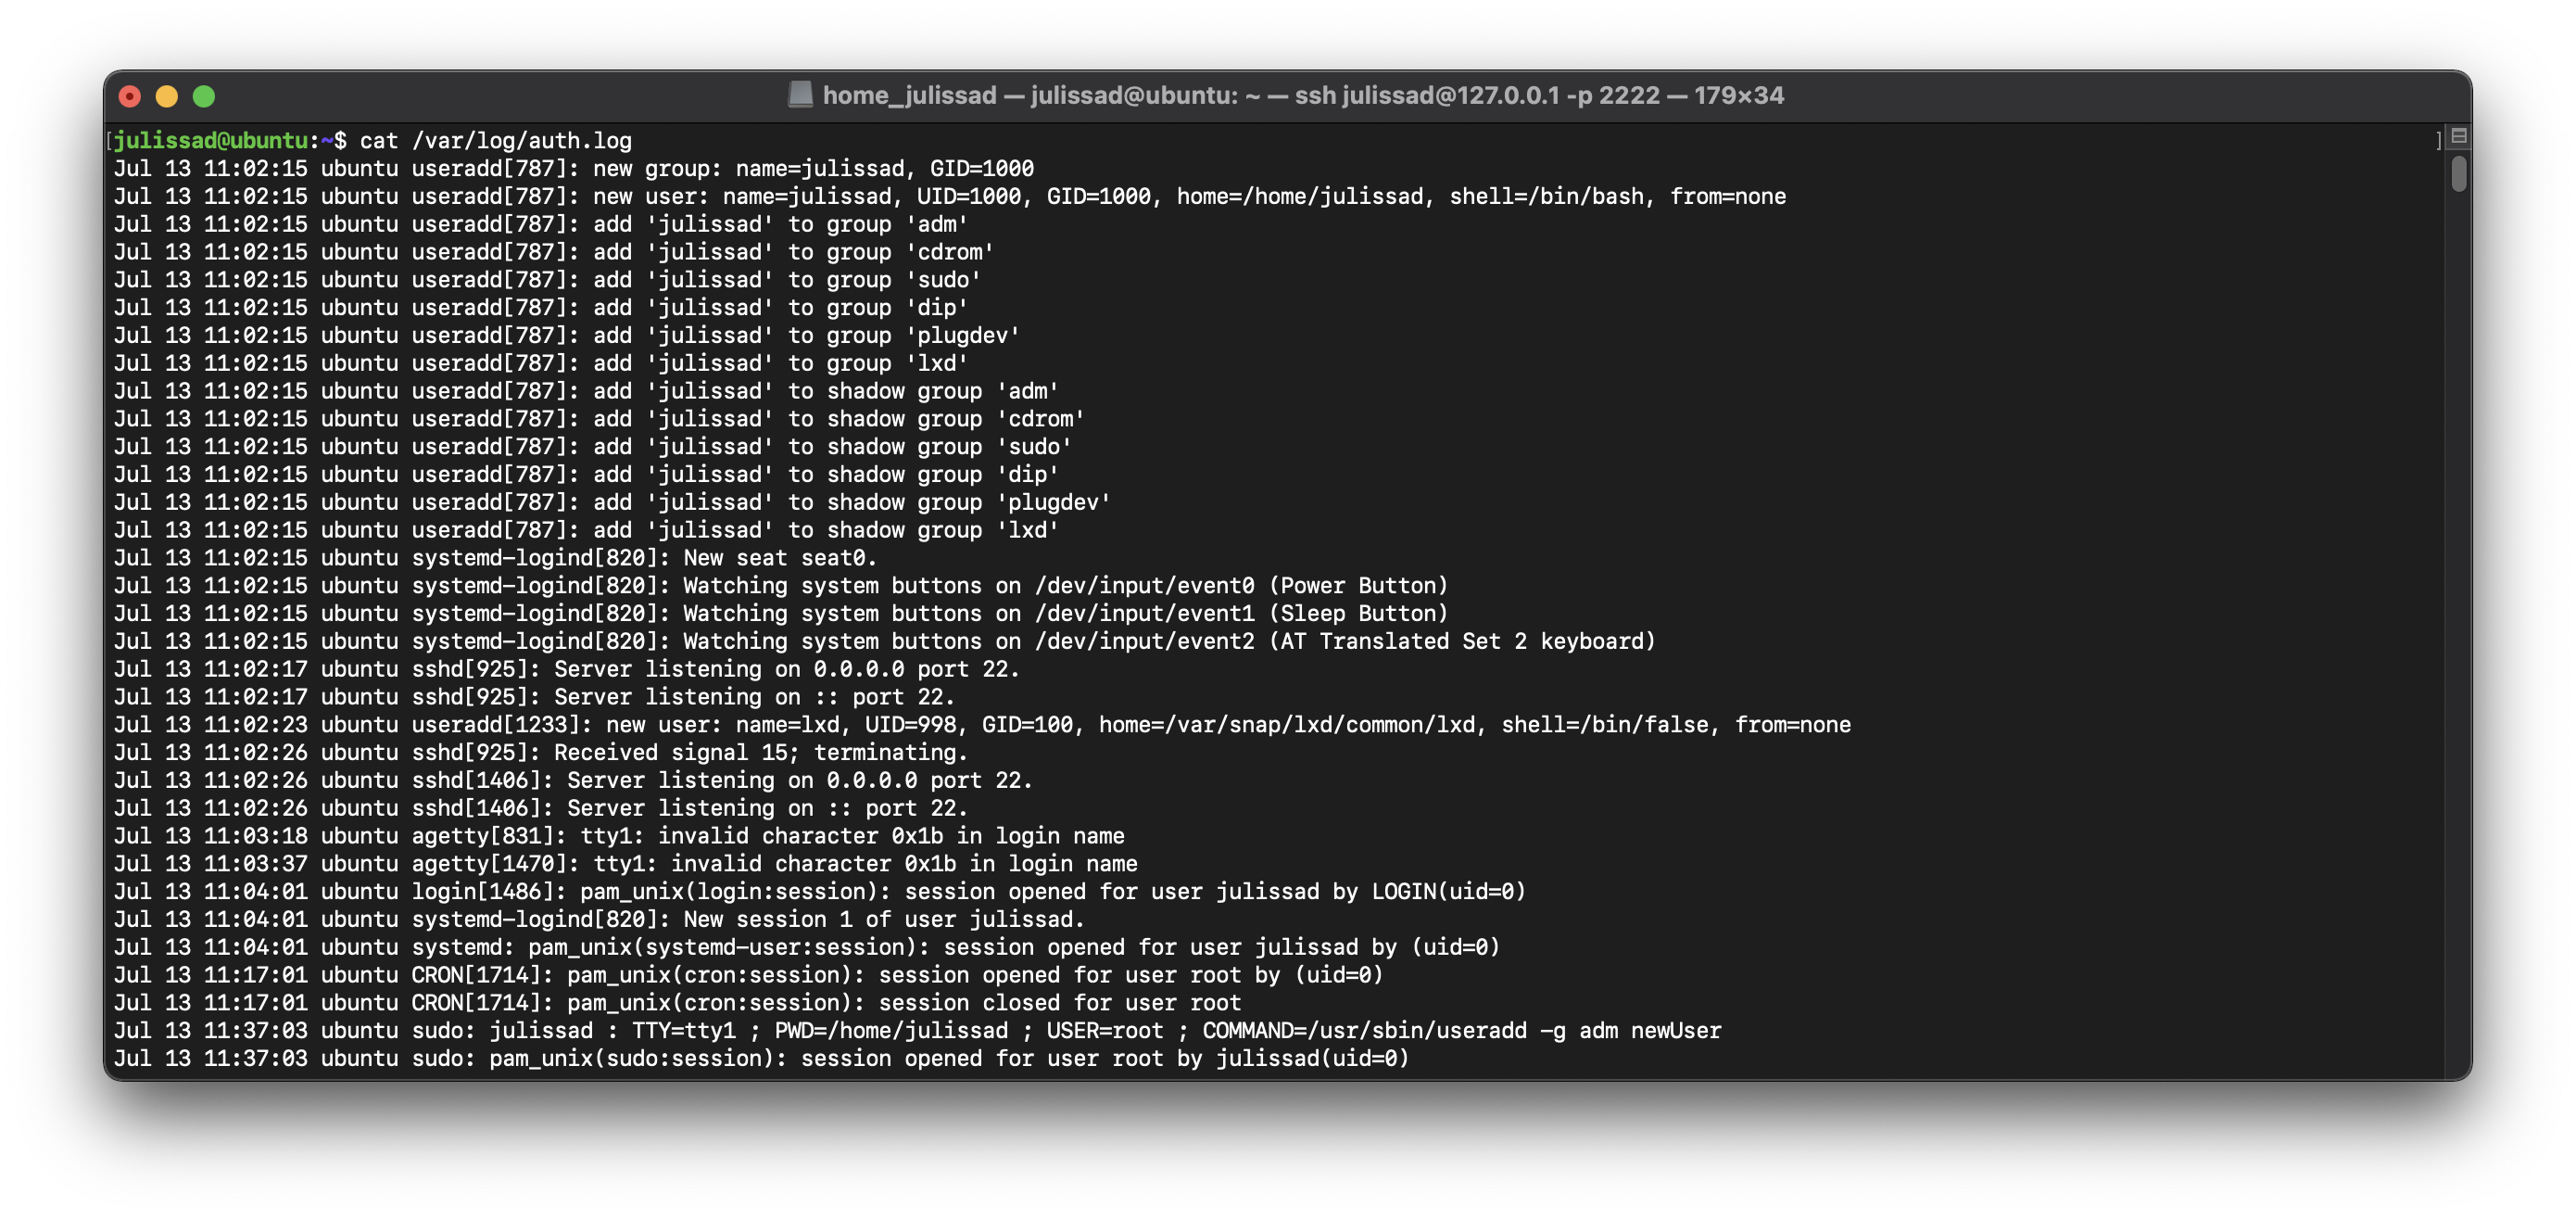 home_julissad — julissad@ubuntu: ~ — ssh julissad@127.0.0.1 -p 2222 — 179×34
[julissad@ubuntu:~$ cat /var/log/auth.log ]
Jul 13 11:02:15 ubuntu useradd[787]: new group: name=julissad, GID=1000
Jul 13 11:02:15 ubuntu useradd[787]: new user: name=julissad, UID=1000, GID=1000, home=/home/julissad, shell=/bin/bash, from=none
Jul 13 11:02:15 ubuntu useradd[787]: add 'julissad' to group 'adm'
Jul 13 11:02:15 ubuntu useradd[787]: add 'julissad' to group 'cdrom'
Jul 13 11:02:15 ubuntu useradd[787]: add 'julissad' to group 'sudo'
Jul 13 11:02:15 ubuntu useradd[787]: add 'julissad' to group 'dip'
Jul 13 11:02:15 ubuntu useradd[787]: add 'julissad' to group 'plugdev'
Jul 13 11:02:15 ubuntu useradd[787]: add 'julissad' to group 'lxd'
Jul 13 11:02:15 ubuntu useradd[787]: add 'julissad' to shadow group 'adm'
Jul 13 11:02:15 ubuntu useradd[787]: add 'julissad' to shadow group 'cdrom'
Jul 13 11:02:15 ubuntu useradd[787]: add 'julissad' to shadow group 'sudo'
Jul 13 11:02:15 ubuntu useradd[787]: add 'julissad' to shadow group 'dip'
Jul 13 11:02:15 ubuntu useradd[787]: add 'julissad' to shadow group 'plugdev'
Jul 13 11:02:15 ubuntu useradd[787]: add 'julissad' to shadow group 'lxd'
Jul 13 11:02:15 ubuntu systemd-logind[820]: New seat seat0.
Jul 13 11:02:15 ubuntu systemd-logind[820]: Watching system buttons on /dev/input/event0 (Power Button)
Jul 13 11:02:15 ubuntu systemd-logind[820]: Watching system buttons on /dev/input/event1 (Sleep Button)
Jul 13 11:02:15 ubuntu systemd-logind[820]: Watching system buttons on /dev/input/event2 (AT Translated Set 2 keyboard)
Jul 13 11:02:17 ubuntu sshd[925]: Server listening on 0.0.0.0 port 22.
Jul 13 11:02:17 ubuntu sshd[925]: Server listening on :: port 22.
Jul 13 11:02:23 ubuntu useradd[1233]: new user: name=lxd, UID=998, GID=100, home=/var/snap/lxd/common/lxd, shell=/bin/false, from=none
Jul 13 11:02:26 ubuntu sshd[925]: Received signal 15; terminating.
Jul 13 11:02:26 ubuntu sshd[1406]: Server listening on 0.0.0.0 port 22.
Jul 13 11:02:26 ubuntu sshd[1406]: Server listening on :: port 22.
Jul 13 11:03:18 ubuntu agetty[831]: tty1: invalid character 0x1b in login name
Jul 13 11:03:37 ubuntu agetty[1470]: tty1: invalid character 0x1b in login name
Jul 13 11:04:01 ubuntu login[1486]: pam_unix(login:session): session opened for user julissad by LOGIN(uid=0)
Jul 13 11:04:01 ubuntu systemd-logind[820]: New session 1 of user julissad.
Jul 13 11:04:01 ubuntu systemd: pam_unix(systemd-user:session): session opened for user julissad by (uid=0)
Jul 13 11:17:01 ubuntu CRON[1714]: pam_unix(cron:session): session opened for user root by (uid=0)
Jul 13 11:17:01 ubuntu CRON[1714]: pam_unix(cron:session): session closed for user root
Jul 13 11:37:03 ubuntu sudo: julissad : TTY=tty1 ; PWD=/home/julissad ; USER=root ; COMMAND=/usr/sbin/useradd -g adm newUser
Jul 13 11:37:03 ubuntu sudo: pam_unix(sudo:session): session opened for user root by julissad(uid=0)